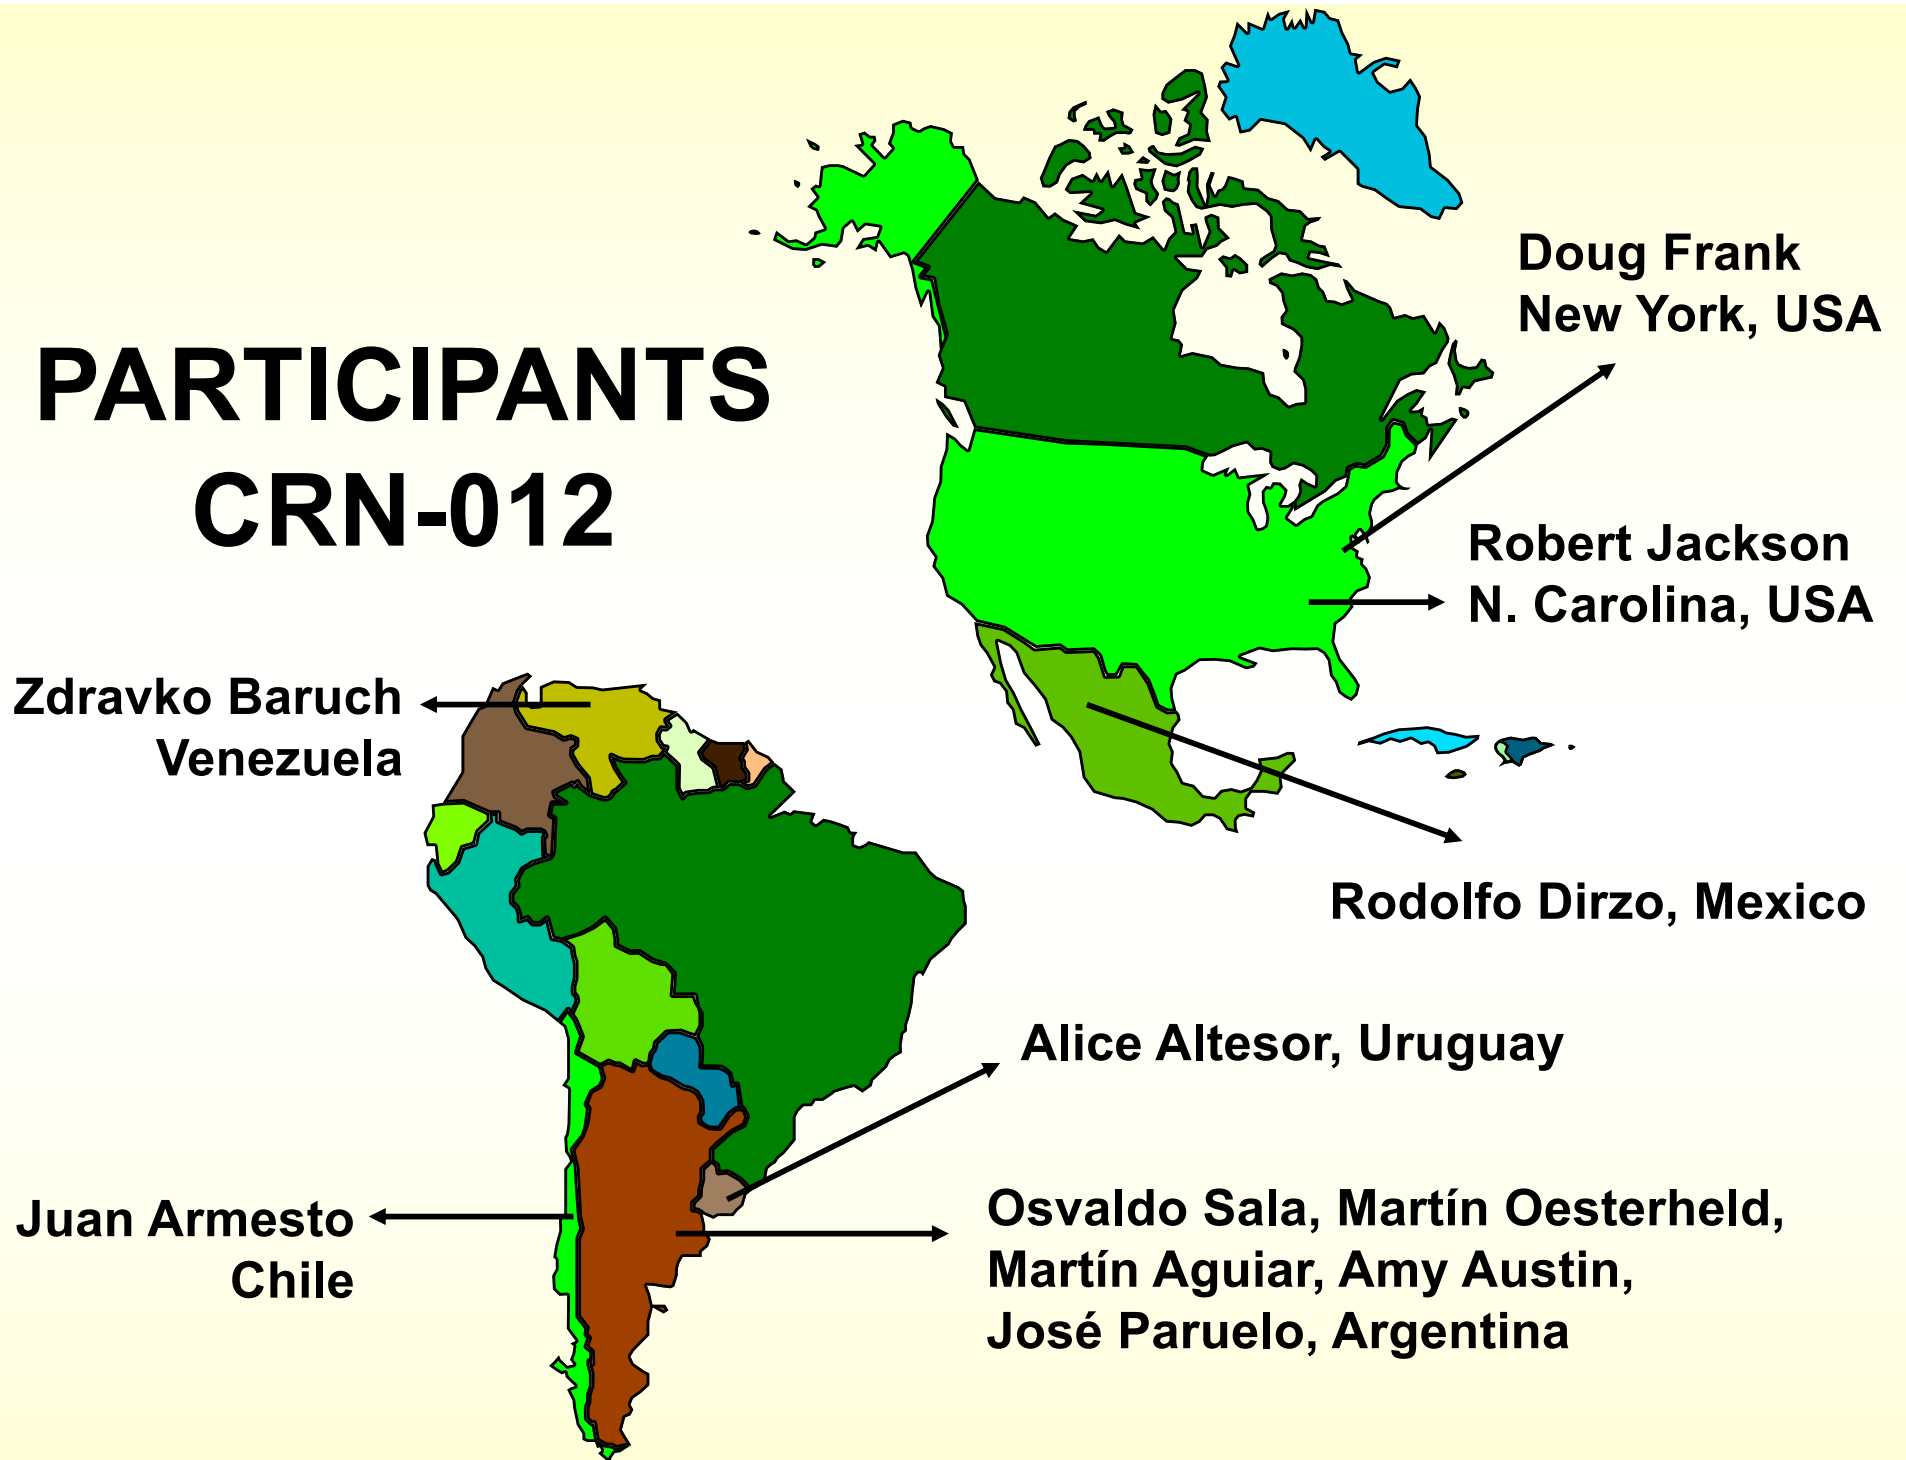 PARTICIPANTS
CRN-012
Doug Frank
New York, USA
Robert Jackson
N. Carolina, USA
Zdravko Baruch
Venezuela
Rodolfo Dirzo, Mexico
Alice Altesor, Uruguay
Juan Armesto
Chile
Osvaldo Sala, Martín Oesterheld,
Martín Aguiar, Amy Austin,
José Paruelo, Argentina